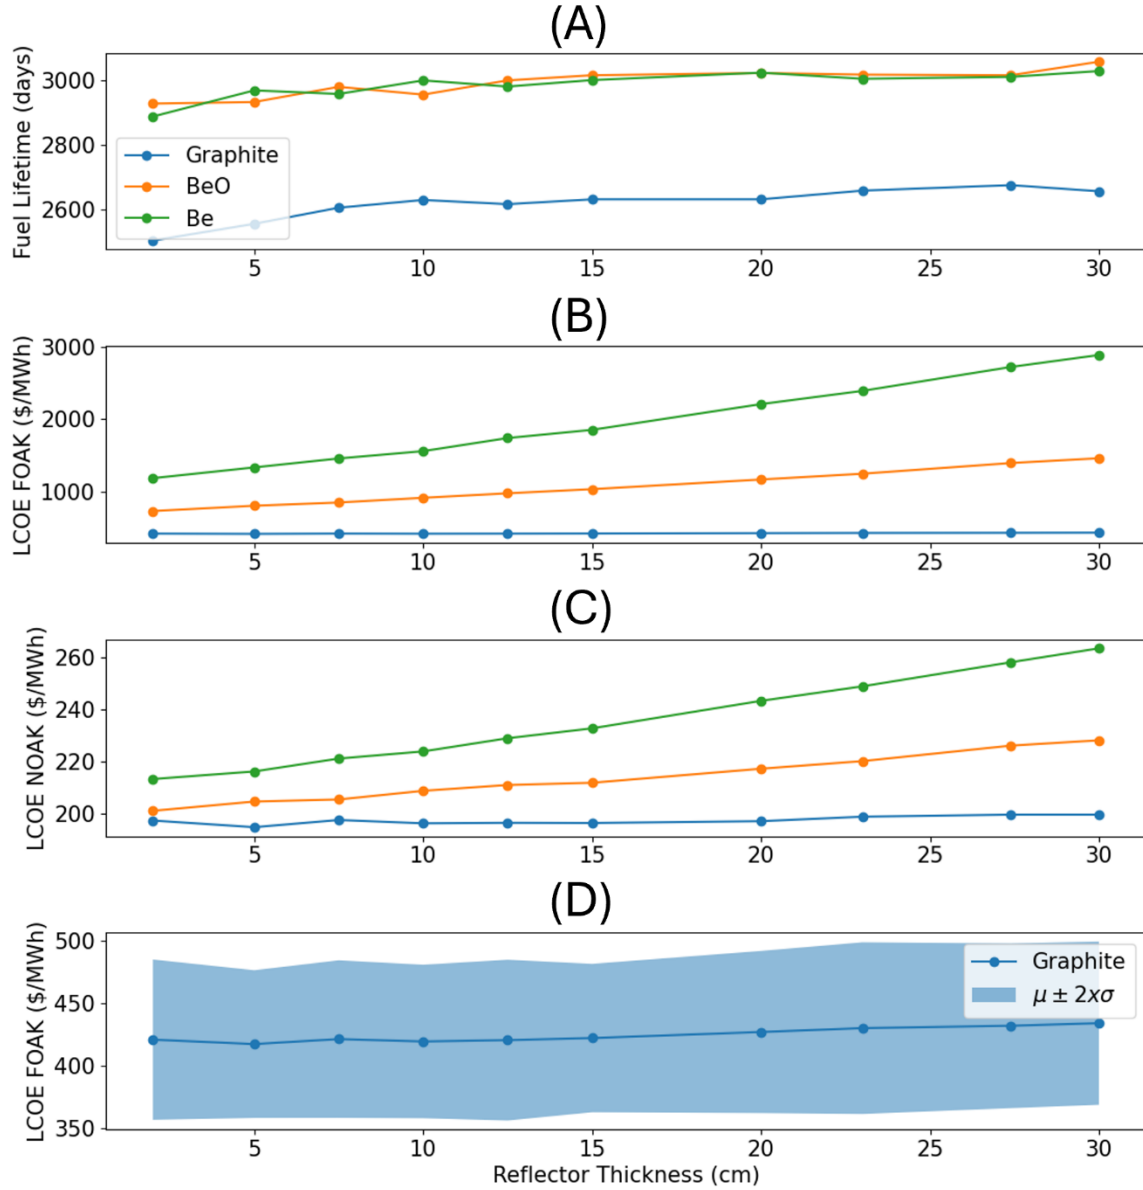 (A)
Fuel Lifetime (days)
3000
2800
2600
Graphite
BeO
Be
5 10 15 20 25 30
(B)
LCOE FOAK ($/MWh)
3000
2000
1000
5 10 15 20 25 30
(C)
LCOE NOAK ($/MWh)
260
240
220
200
5 10 15 20 25 30
(D)
LCOE FOAK ($/MWh)
500
450
400
350
Graphite
μ ± 2xσ
5 10 15 20 25 30
Reflector Thickness (cm)